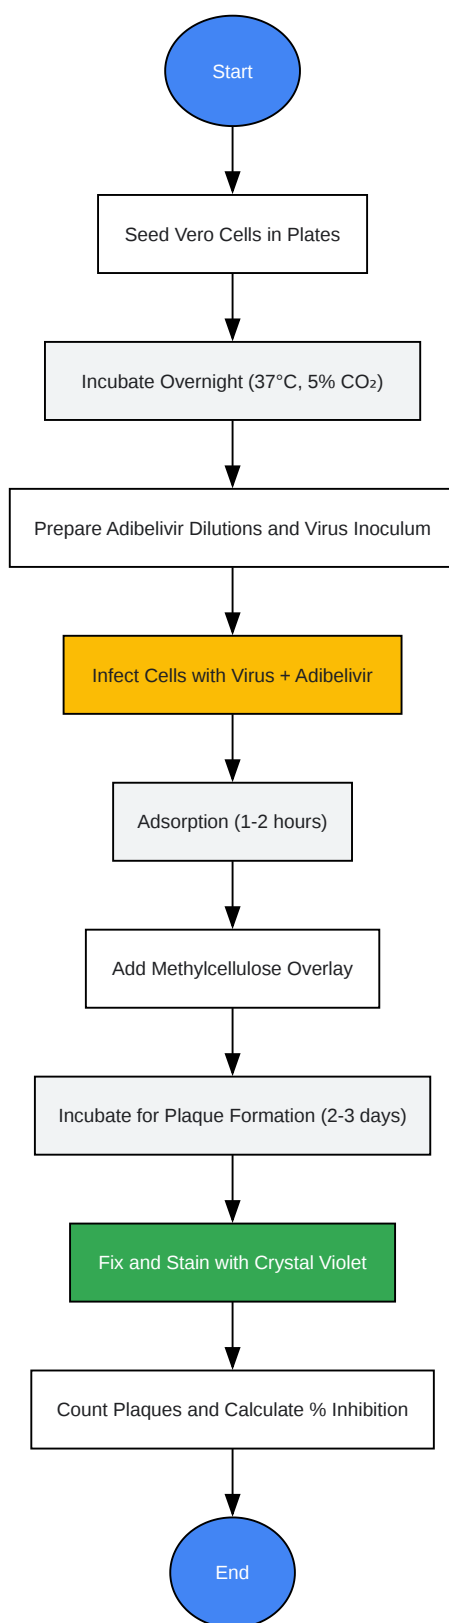 Start
Seed Vero Cells in Plates
Incubate Overnight (37°C, 5% CO₂)
Prepare Adibelivir Dilutions and Virus Inoculum
Infect Cells with Virus + Adibelivir
Adsorption (1-2 hours)
Add Methylcellulose Overlay
Incubate for Plaque Formation (2-3 days)
Fix and Stain with Crystal Violet
Count Plaques and Calculate % Inhibition
End